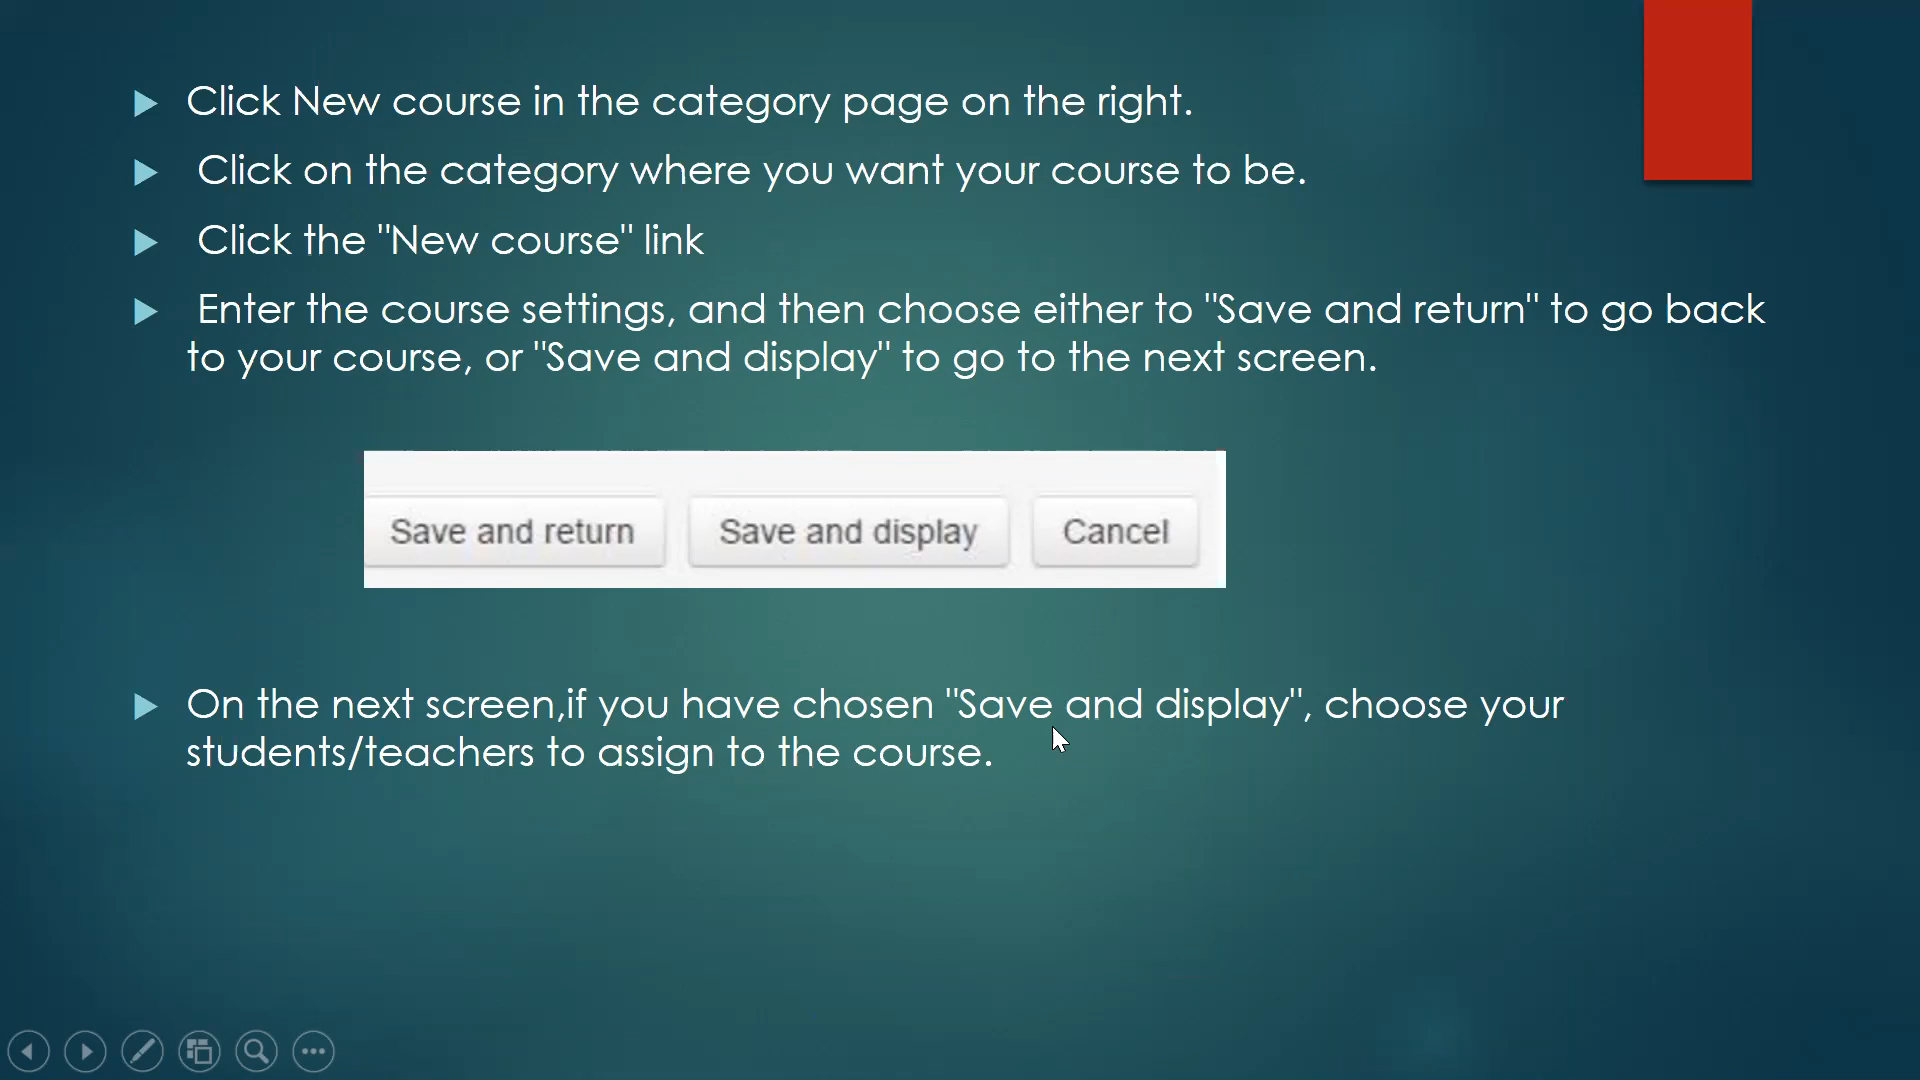 Click New course in the category page on the right.
Click on the category where you want your course to be.
Click the "New course" link
Enter the course settings, and then choose either to "Save and return" to go back
to your course, or "Save and display" to go to the next screen.
Save and return Save and display Cancel
On the next screen,if you have chosen "Save and display", choose your
students/teachers to assign to the course.